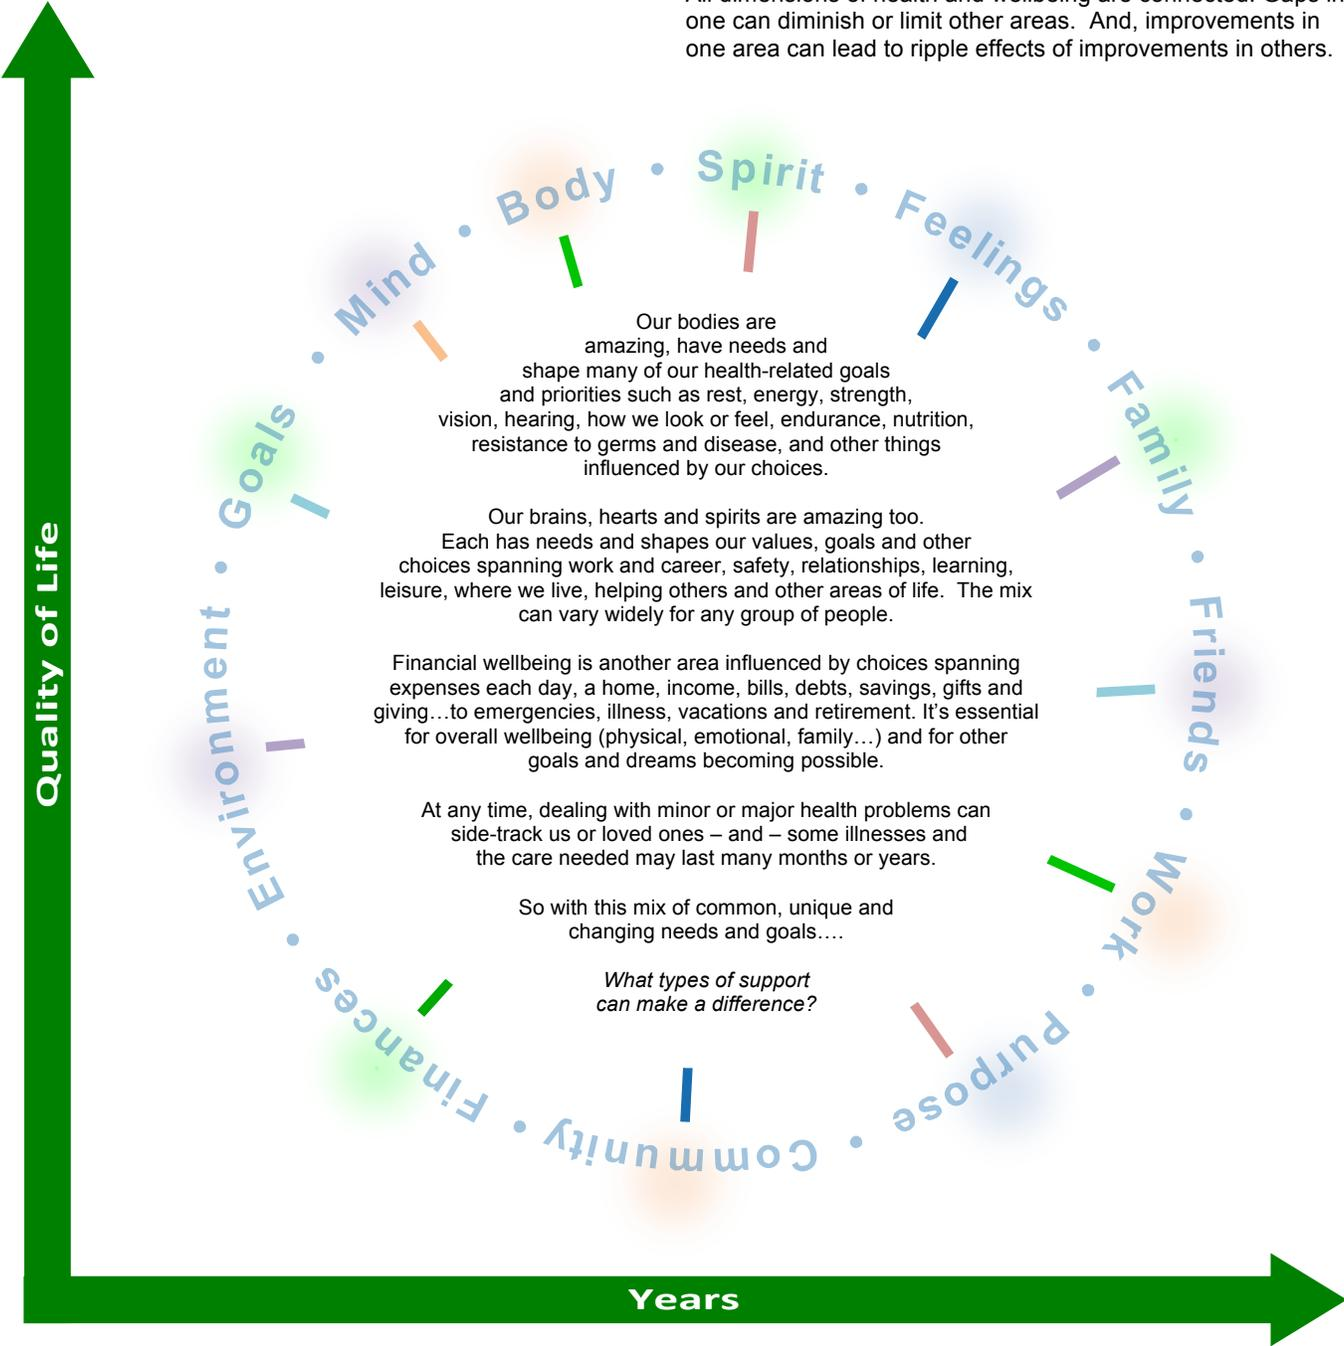 All dimensions of health and wellbeing are connected. Gaps in
one can diminish or limit other areas.  And, improvements in
one area can lead to ripple effects of improvements in others.
Spirit • Feelings • Family • Friends • Work • Purpose • Community • Finances • Environment • Goals • Mind • Body •
Our bodies are
amazing, have needs and
shape many of our health-related goals
and priorities such as rest, energy, strength,
vision, hearing, how we look or feel, endurance, nutrition,
resistance to germs and disease, and other things
influenced by our choices.
Our brains, hearts and spirits are amazing too.
Each has needs and shapes our values, goals and other
choices spanning work and career, safety, relationships, learning,
leisure, where we live, helping others and other areas of life.  The mix
can vary widely for any group of people.
Financial wellbeing is another area influenced by choices spanning
expenses each day, a home, income, bills, debts, savings, gifts and
giving…to emergencies, illness, vacations and retirement. It’s essential
for overall wellbeing (physical, emotional, family…) and for other
goals and dreams becoming possible.
At any time, dealing with minor or major health problems can
side-track us or loved ones – and – some illnesses and
the care needed may last many months or years.
So with this mix of common, unique and
changing needs and goals….
What types of support
can make a difference?
Quality of Life
Years